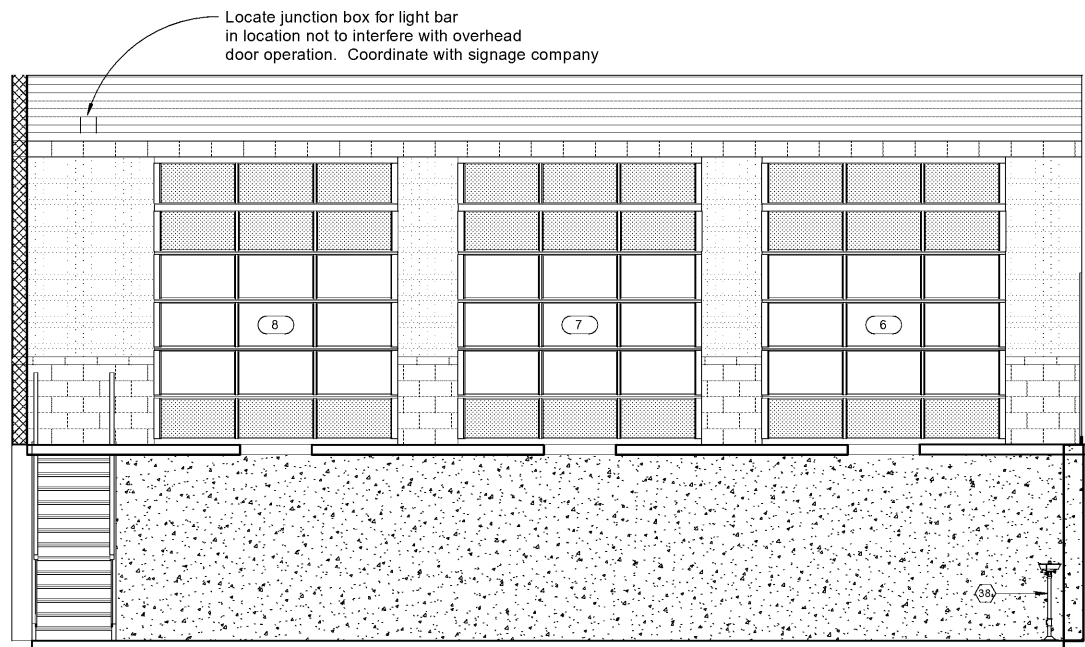 Locate junction box for light bar
in location not to interfere with overhead
door operation.  Coordinate with signage company
8
7
6
38